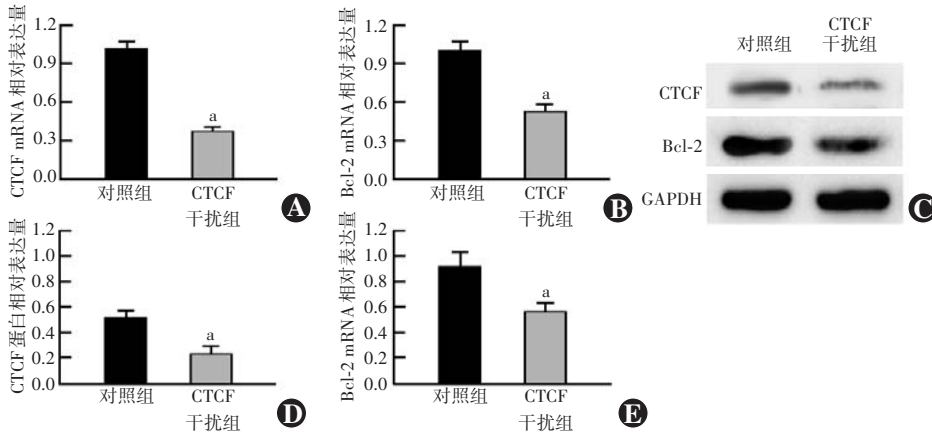 CTCF mRNA 相对表达量
1.2
0.9
0.6
0.3
0.0
a
对照组
CTCF
干扰组
A
Bcl-2 mRNA 相对表达量
1.2
1.0
0.6
0.3
0.0
a
对照组
CTCF
干扰组
B
对照组
CTCF
干扰组
CTCF
Bcl-2
GAPDH
C
CTCF 蛋白相对表达量
1.0
0.8
0.6
0.4
0.2
0.0
a
对照组
CTCF
干扰组
D
Bcl-2 mRNA 相对表达量
1.2
1.0
0.8
0.6
0.4
0.2
0.0
a
对照组
CTCF
干扰组
E